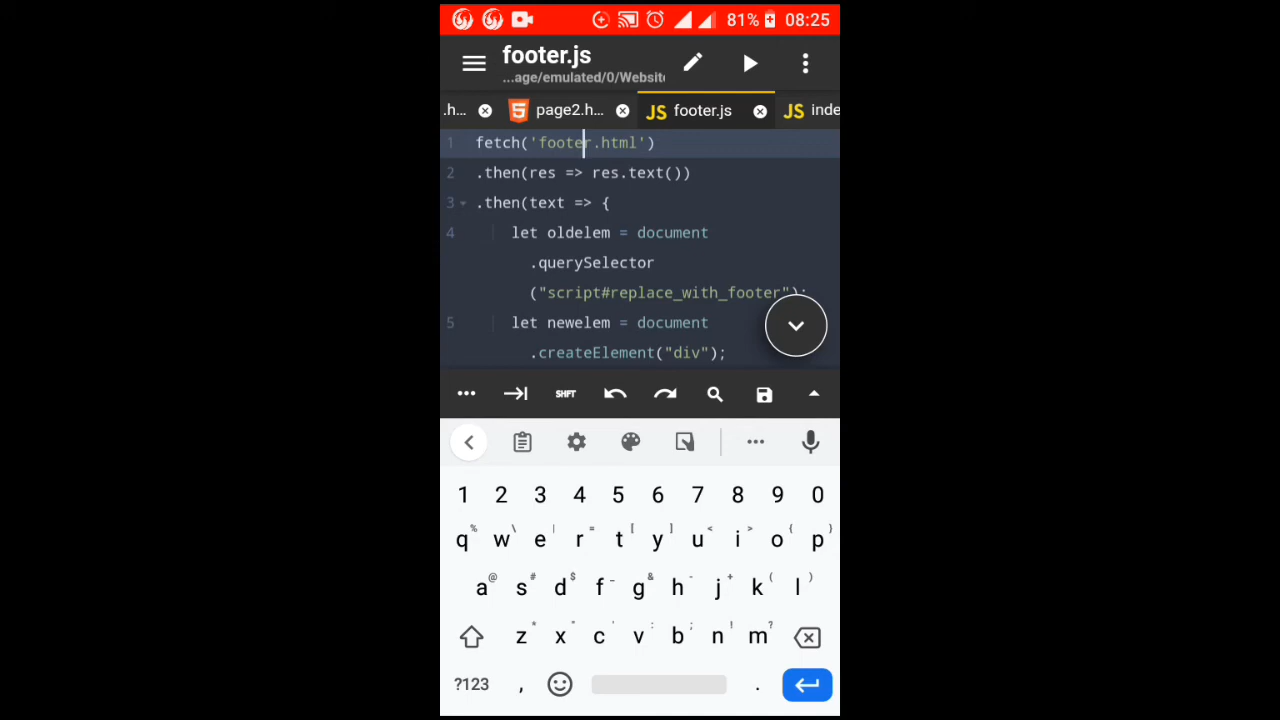 81% 08:25
footer.js
...age/emulated/0/Websit
.h... page2.h... JS footer.js JS inde
1 fetch('footer.html')
2 .then(res => res.text())
3 .then(text => {
4 let oldelem = document
.querySelector
("script#replace_with_footer");
5 let newelem = document
.createElement("div");
SHFT
1 2 3 4 5 6 7 8 9 0
% \ | = [ ] < > { }
q w e r t y u i o p
@ # $ _ & - + ( )
a s d f g h j k l
* " ' : ; ! ?
z x c v b n m
?123 , .